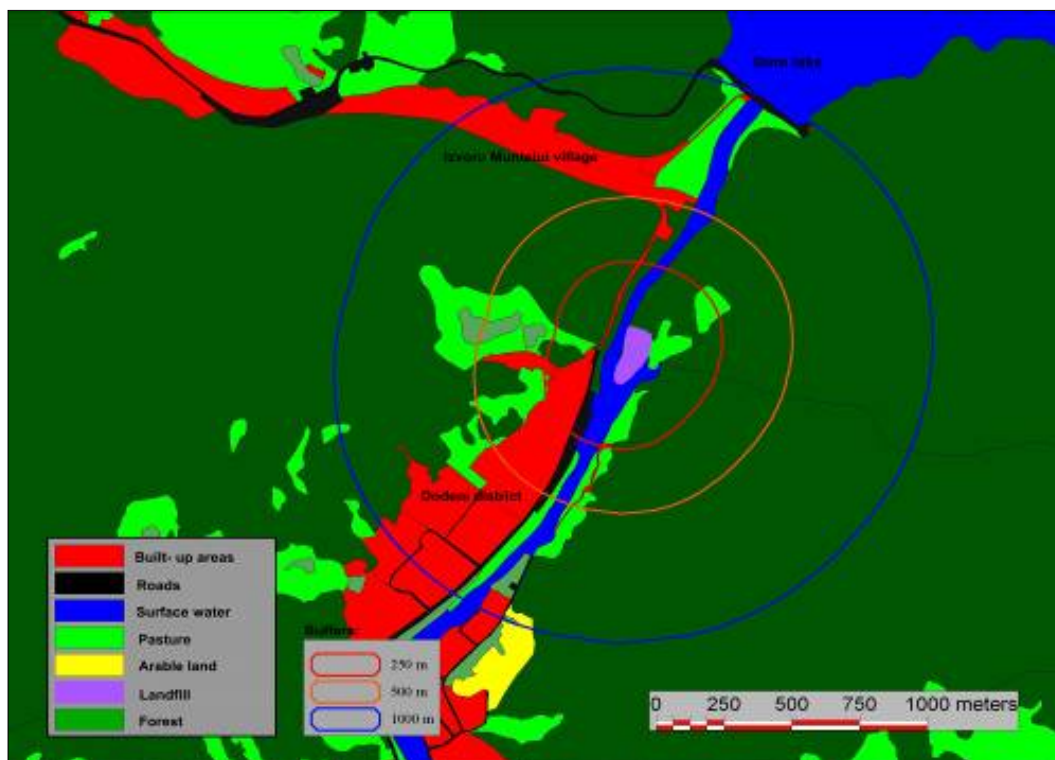 lake
Izvoru Muntelui village
Dodeni district
Built- up areas
Roads
Surface water
Pasture
Arable land
Landfill
Forest
Buffers:
250 m
500 m
1000 m
0 250 500 750 1000 meters